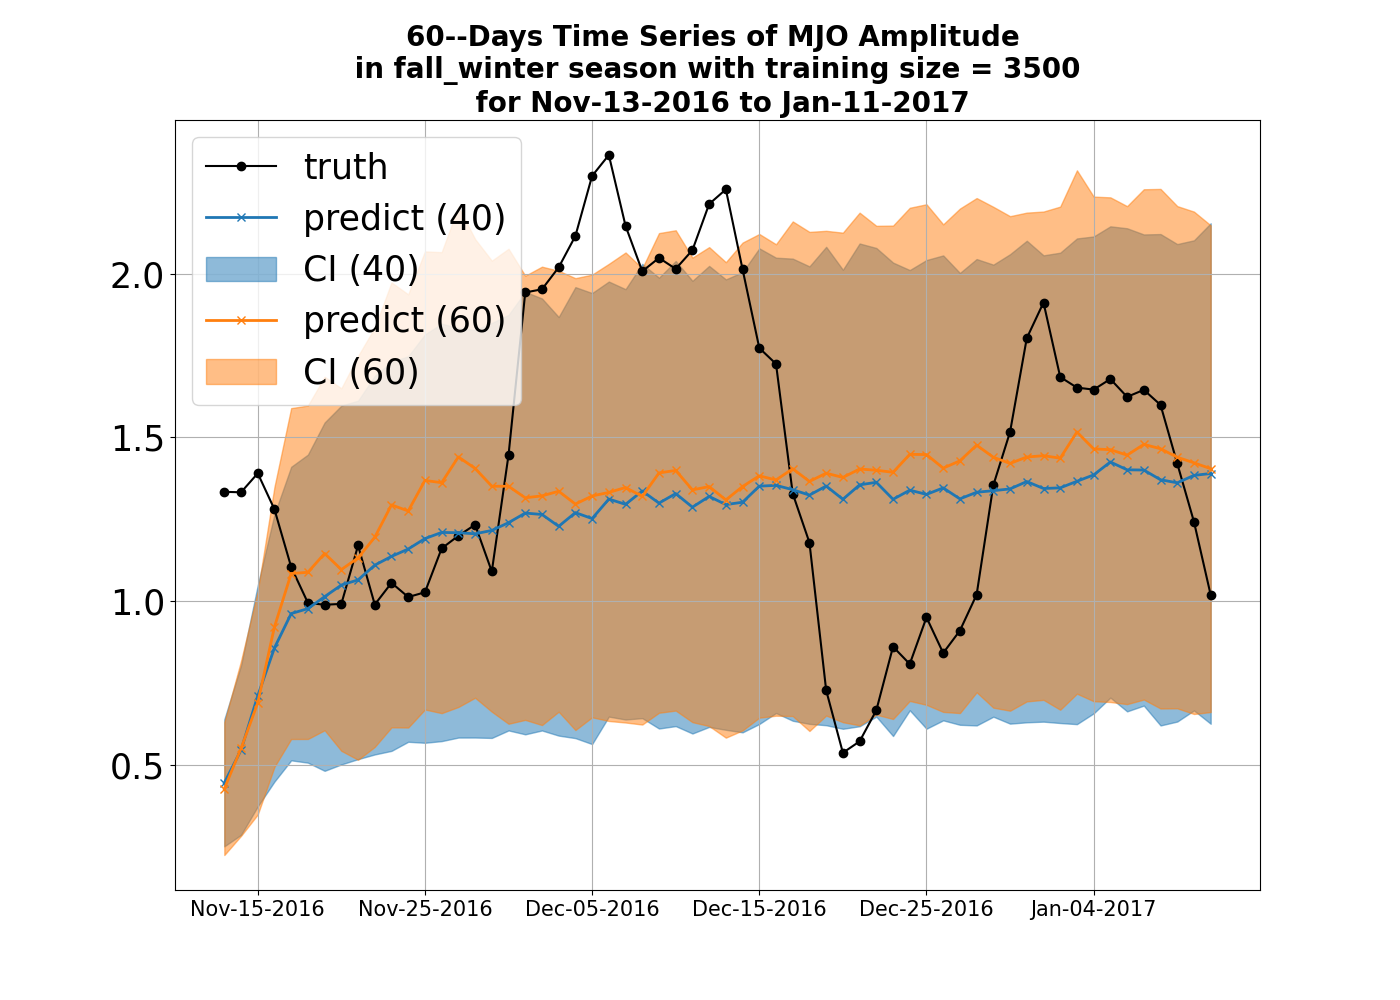 60--Days Time Series of MJO Amplitude
in fall_winter season with training size = 3500
for Nov-13-2016 to Jan-11-2017
truth
predict (40)
CI (40)
predict (60)
CI (60)
2.0
1.5
1.0
0.5
Nov-15-2016 Nov-25-2016 Dec-05-2016 Dec-15-2016 Dec-25-2016 Jan-04-2017